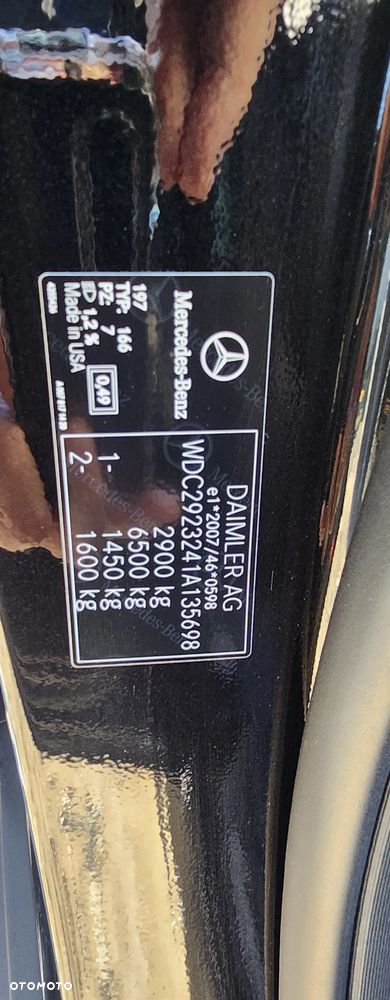 Mercedes-Benz
197
TYP: 166
PZ: 7
1,2 %
Made in USA
0,49
DAIMLER AG
e1*2007/46*0598
WDC2923241A135698
2900 kg
6500 kg
1- 1450 kg
2- 1600 kg
OTOMOTO